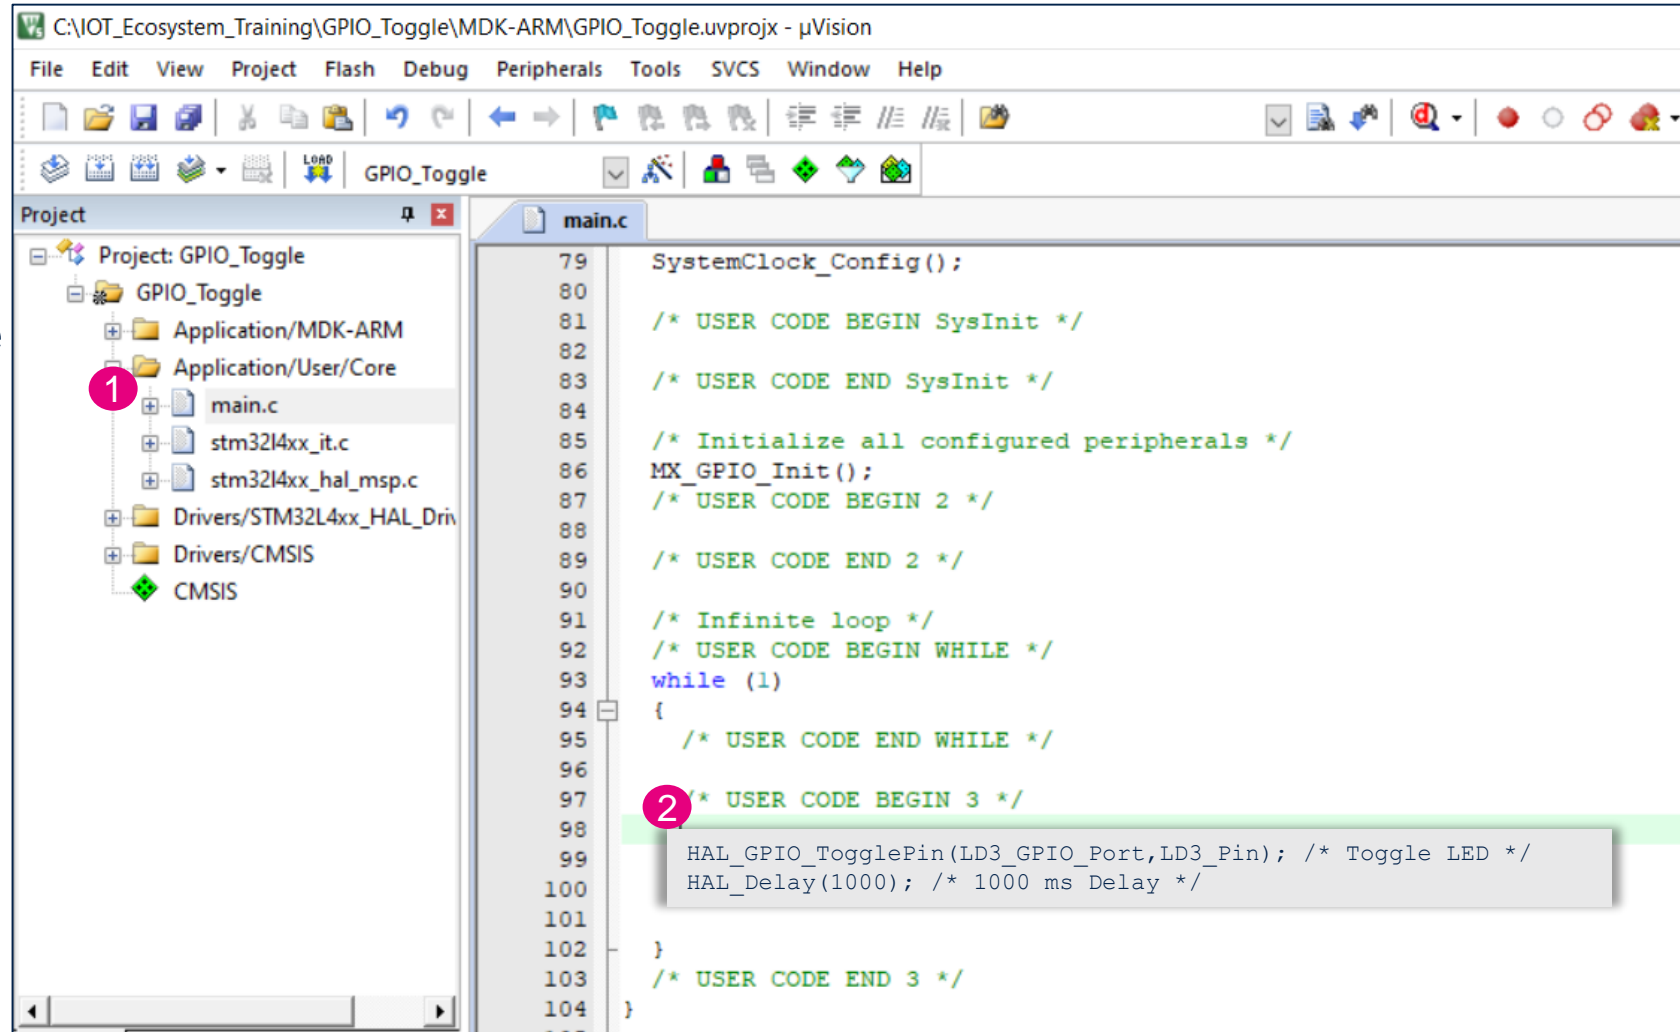 C:\IOT_Ecosystem_Training\GPIO_Toggle\MDK-ARM\GPIO_Toggle.uvprojx - µVision
File Edit View Project Flash Debug Peripherals Tools SVCS Window Help
LOAD GPIO_Toggle
Project
main.c
Project: GPIO_Toggle
GPIO_Toggle
Application/MDK-ARM
Application/User/Core
1
main.c
stm32l4xx_it.c
stm32l4xx_hal_msp.c
Drivers/STM32L4xx_HAL_Driv
Drivers/CMSIS
CMSIS
79 SystemClock_Config();
80
81 /* USER CODE BEGIN SysInit */
82
83 /* USER CODE END SysInit */
84
85 /* Initialize all configured peripherals */
86 MX_GPIO_Init();
87 /* USER CODE BEGIN 2 */
88
89 /* USER CODE END 2 */
90
91 /* Infinite loop */
92 /* USER CODE BEGIN WHILE */
93 while (1)
94 {
95 /* USER CODE END WHILE */
96
97 /* USER CODE BEGIN 3 */
2
98
99 HAL_GPIO_TogglePin(LD3_GPIO_Port,LD3_Pin); /* Toggle LED */
100 HAL_Delay(1000); /* 1000 ms Delay */
101
102 }
103 /* USER CODE END 3 */
104 }